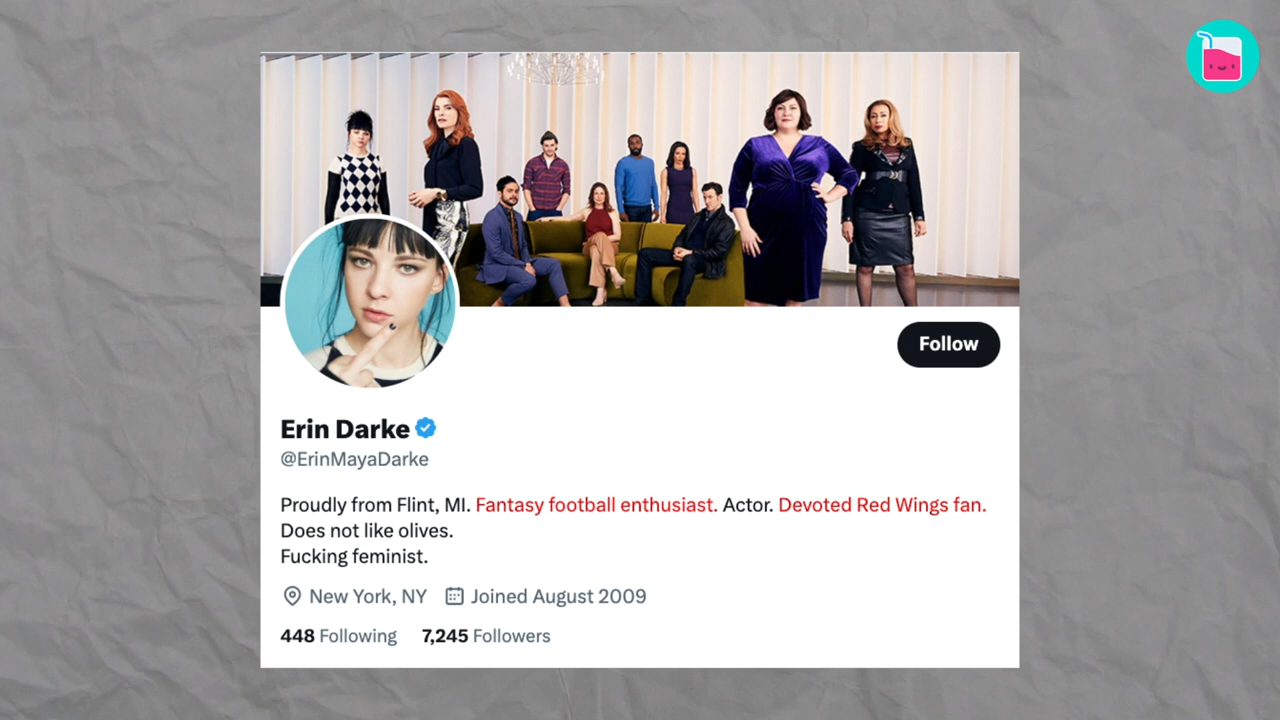 Follow
Erin Darke
@ErinMayaDarke
Proudly from Flint, MI. Fantasy football enthusiast. Actor. Devoted Red Wings fan.
Does not like olives.
Fucking feminist.
New York, NY Joined August 2009
448 Following 7,245 Followers